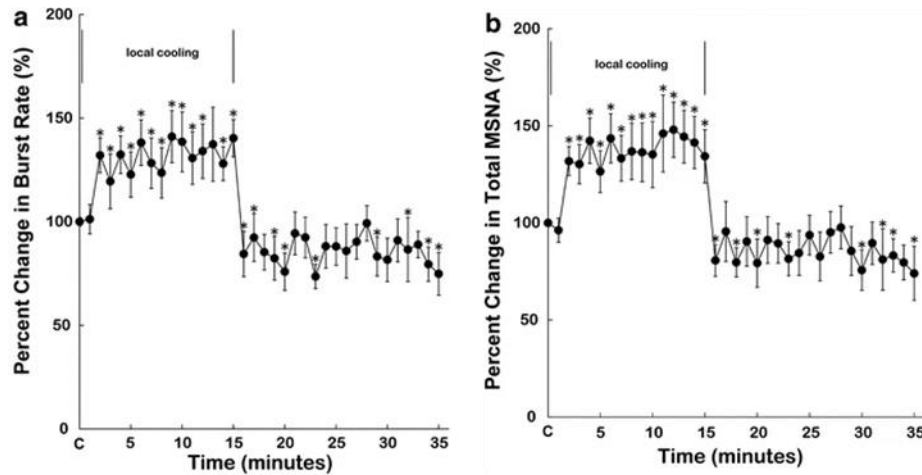 a
Percent Change in Burst Rate (%)
200
150
100
50
0
local cooling
* * * * * * * * * * * * * *
* * * * * * * *
C 5 10 15 20 25 30 35
Time (minutes)
b
Percent Change in Total MSNA (%)
200
150
100
50
0
local cooling
* * * * * * * * * * * * * *
* * * * * * * *
C 5 10 15 20 25 30 35
Time (minutes)